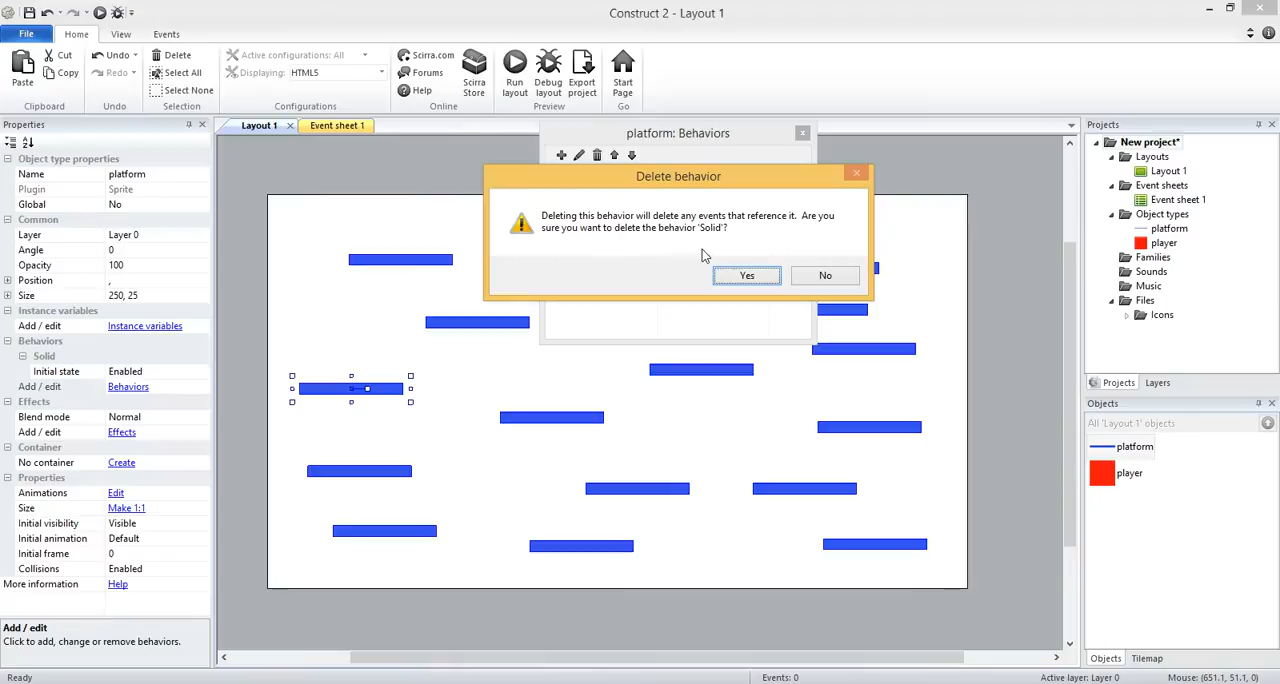 Construct 2 - Layout 1
File
Home
View
Events
Paste
Cut
Copy
Clipboard
Undo
Redo
Undo
Delete
Select All
Select None
Selection
Active configurations: All
Displaying: HTML5
Configurations
Scirra.com
Forums
Help
Scirra Store
Online
Run layout
Debug layout
Export project
Preview
Start Page
Go
Properties
Object type properties
Name platform
Plugin Sprite
Global No
Common
Layer Layer 0
Angle 0
Opacity 100
Position ,
Size 250, 25
Instance variables
Add / edit Instance variables
Behaviors
Solid
Initial state Enabled
Add / edit Behaviors
Effects
Blend mode Normal
Add / edit Effects
Container
No container Create
Properties
Animations Edit
Size Make 1:1
Initial visibility Visible
Initial animation Default
Initial frame 0
Collisions Enabled
More information Help
Add / edit
Click to add, change or remove behaviors.
Layout 1
Event sheet 1
platform: Behaviors
Delete behavior
Deleting this behavior will delete any events that reference it. Are you
sure you want to delete the behavior 'Solid'?
Yes
No
Projects
New project*
Layouts
Layout 1
Event sheets
Event sheet 1
Object types
platform
player
Families
Sounds
Music
Files
Icons
Projects
Layers
Objects
All 'Layout 1' objects
platform
player
Objects
Tilemap
Ready
Events: 0
Active layer: Layer 0
Mouse: (651.1, 51.1, 0)